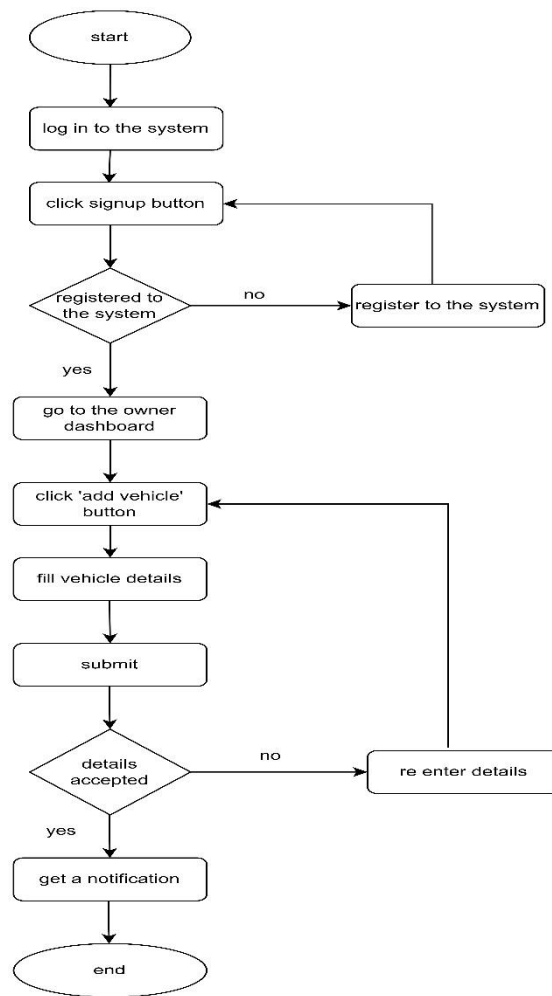 start
log in to the system
click signup button
registered to
the system
no
register to the system
yes
go to the owner
dashboard
click 'add vehicle'
button
fill vehicle details
submit
details
accepted
no
re enter details
yes
get a notification
end